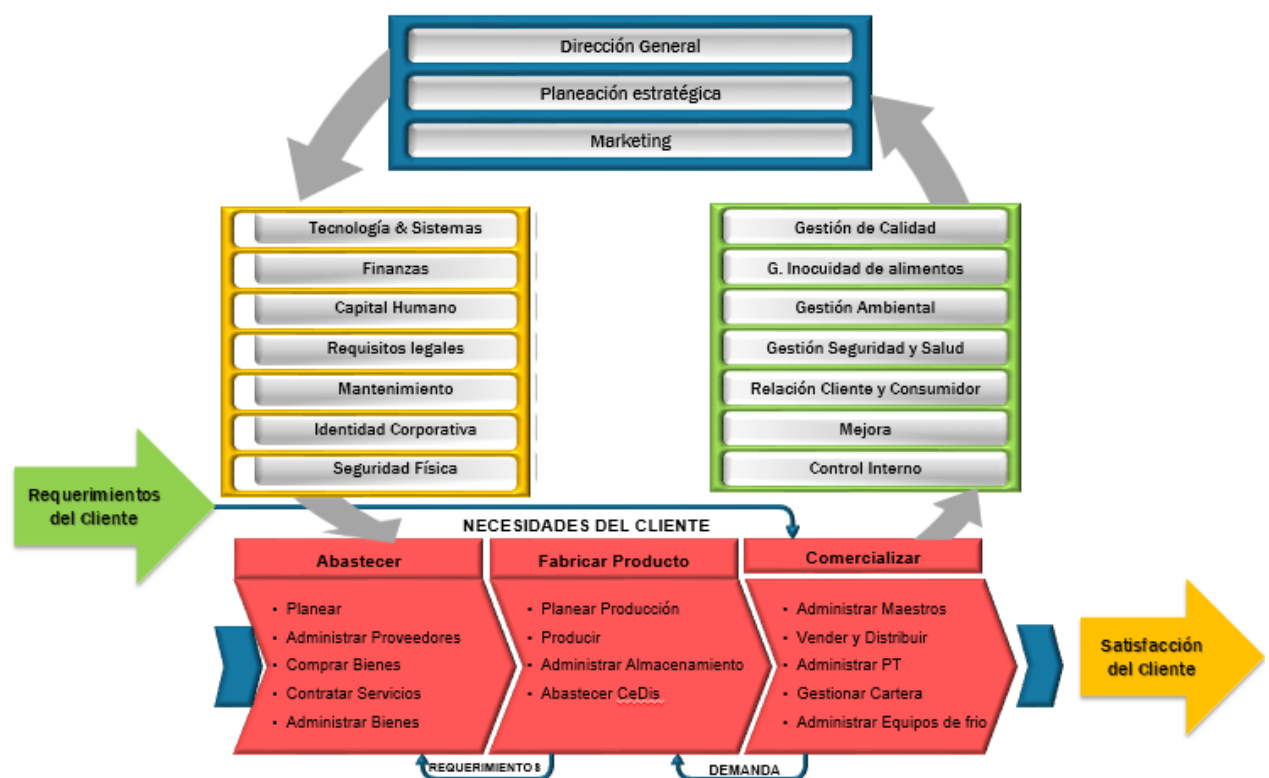 Dirección General
Planeación estratégica
Marketing
Tecnología & Sistemas
Finanzas
Capital Humano
Requisitos legales
Mantenimiento
Identidad Corporativa
Seguridad Física
Gestión de Calidad
G. Inocuidad de alimentos
Gestión Ambiental
Gestión Seguridad y Salud
Relación Cliente y Consumidor
Mejora
Control Interno
Requerimientos
del Cliente
NECESIDADES DEL CLIENTE
Abastecer
• Planear
• Administrar Proveedores
• Comprar Bienes
• Contratar Servicios
• Administrar Bienes
Fabricar Producto
• Planear Producción
• Producir
• Administrar Almacenamiento
• Abastecer CeDis
Comercializar
• Administrar Maestros
• Vender y Distribuir
• Administrar PT
• Gestionar Cartera
• Administrar Equipos de frio
Satisfacción
del Cliente
REQUERIMIENTOS
DEMANDA